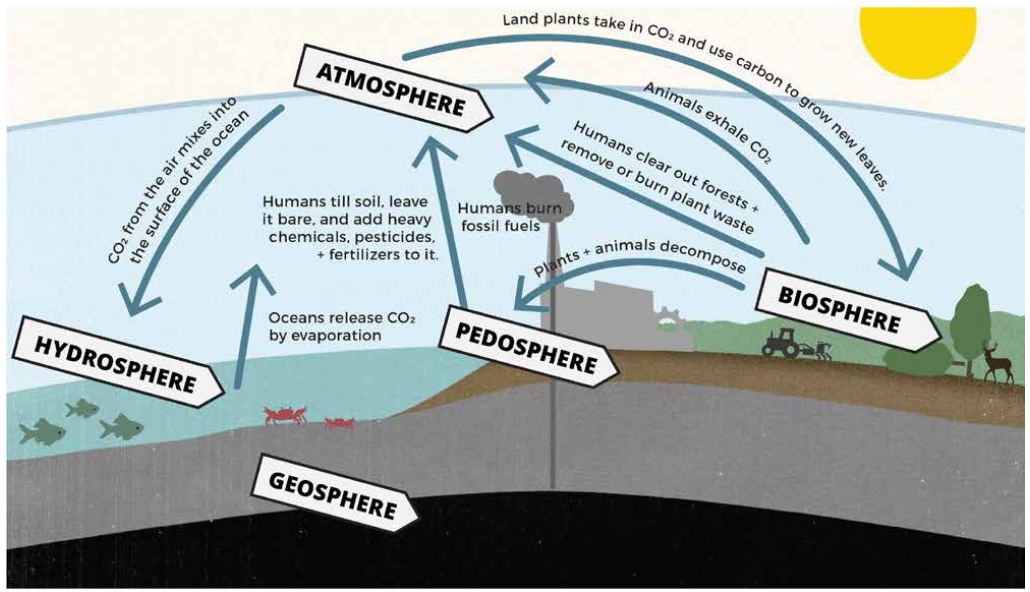 Land plants take in CO₂ and use carbon to grow new leaves.
ATMOSPHERE
Animals exhale CO₂
CO₂ from the air mixes into
the surface of the ocean
Humans clear out forests +
remove or burn plant waste
Humans till soil, leave
it bare, and add heavy
chemicals, pesticides,
+ fertilizers to it.
Humans burn
fossil fuels
Plants + animals decompose
BIOSPHERE
Oceans release CO₂
by evaporation
HYDROSPHERE
PEDOSPHERE
GEOSPHERE